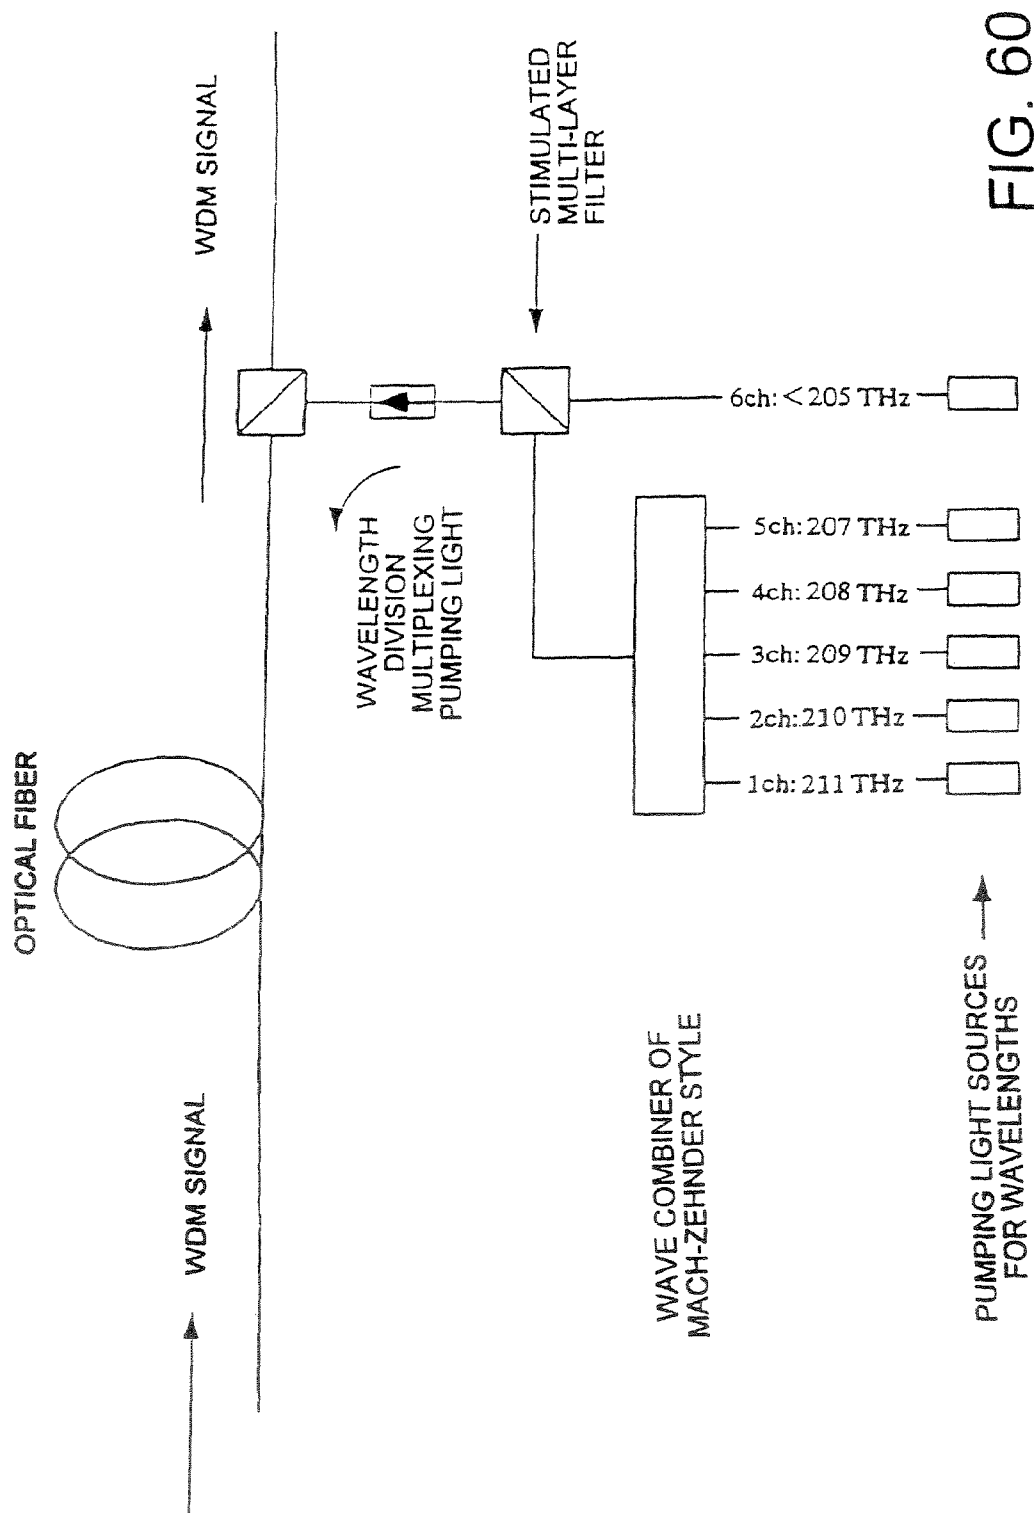 OPTICAL FIBER
WDM SIGNAL
WDM SIGNAL
WAVELENGTH
DIVISION
MULTIPLEXING
PUMPING LIGHT
STIMULATED
MULTI-LAYER
FILTER
WAVE COMBINER OF
MACH-ZEHNDER STYLE
1ch: 211 THz
2ch: 210 THz
3ch: 209 THz
4ch: 208 THz
5ch: 207 THz
6ch: < 205 THz
PUMPING LIGHT SOURCES
FOR WAVELENGTHS
FIG. 60